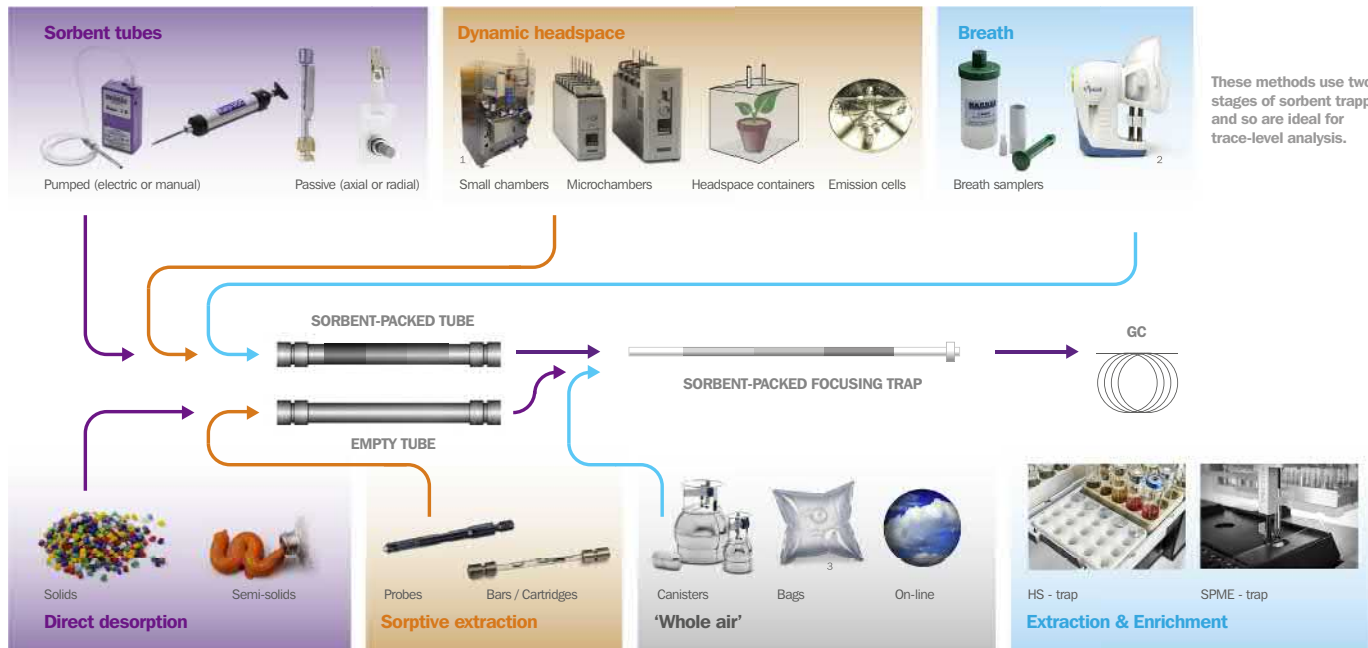 Sorbent tubes
Pumped (electric or manual)
Passive (axial or radial)
Dynamic headspace
1
Small chambers
Microchambers
Headspace containers
Emission cells
Breath
2
Breath samplers
These methods use two
stages of sorbent
and so are ideal for
trace-level analysis.
SORBENT-PACKED TUBE
EMPTY TUBE
SORBENT-PACKED FOCUSING TRAP
GC
Solids
Semi-solids
Direct desorption
Probes
Bars / Cartridges
Sorptive extraction
3
Canisters
Bags
On-line
‘Whole air’
HS - trap
SPME - trap
Extraction & Enrichment